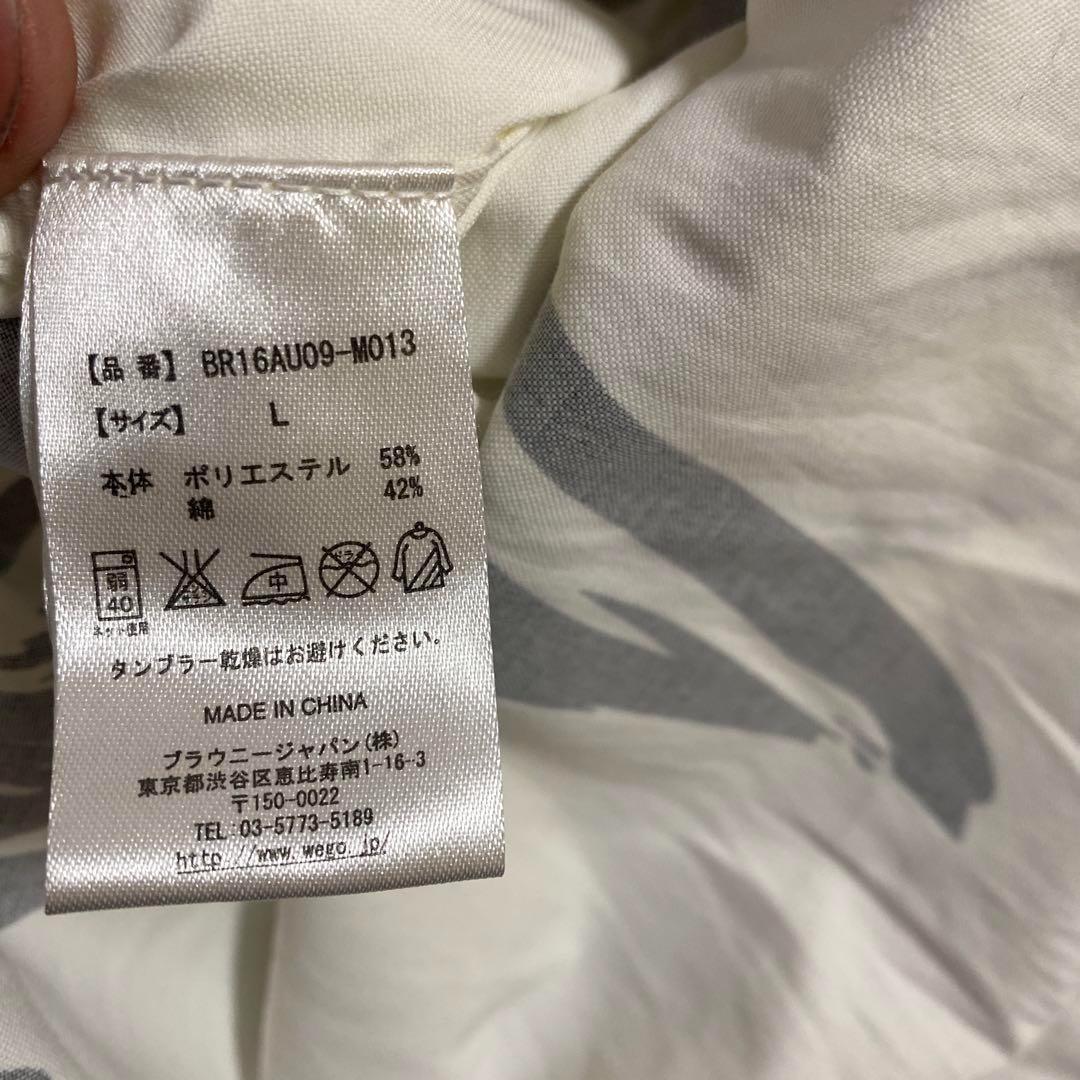 【品 番】 BR16AU09-M013
【サイズ】 L
本体 ポリエステル 58%
綿 42%
弱 中 ドライ
40
ネット使用
タンブラー乾燥はお避けください。
MADE IN CHINA
ブラウニージャパン(株)
東京都渋谷区恵比寿南1-16-3
〒150-0022
TEL:03-5773-5189
http://www.wego.jp/